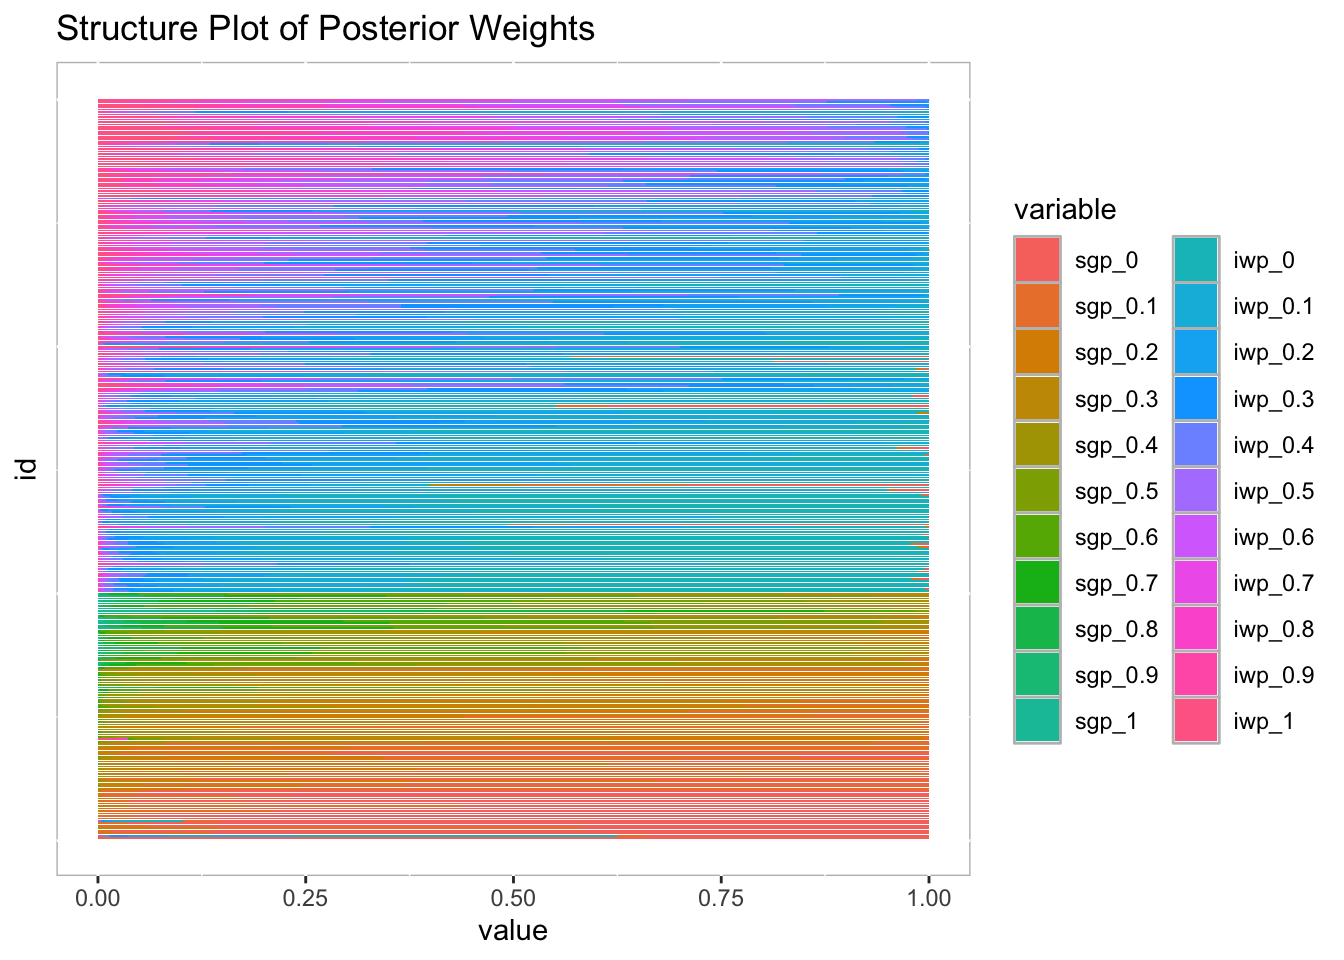 Structure Plot of Posterior Weights
id
0.00 0.25 0.50 0.75 1.00
value
variable
sgp_0 iwp_0
sgp_0.1 iwp_0.1
sgp_0.2 iwp_0.2
sgp_0.3 iwp_0.3
sgp_0.4 iwp_0.4
sgp_0.5 iwp_0.5
sgp_0.6 iwp_0.6
sgp_0.7 iwp_0.7
sgp_0.8 iwp_0.8
sgp_0.9 iwp_0.9
sgp_1 iwp_1